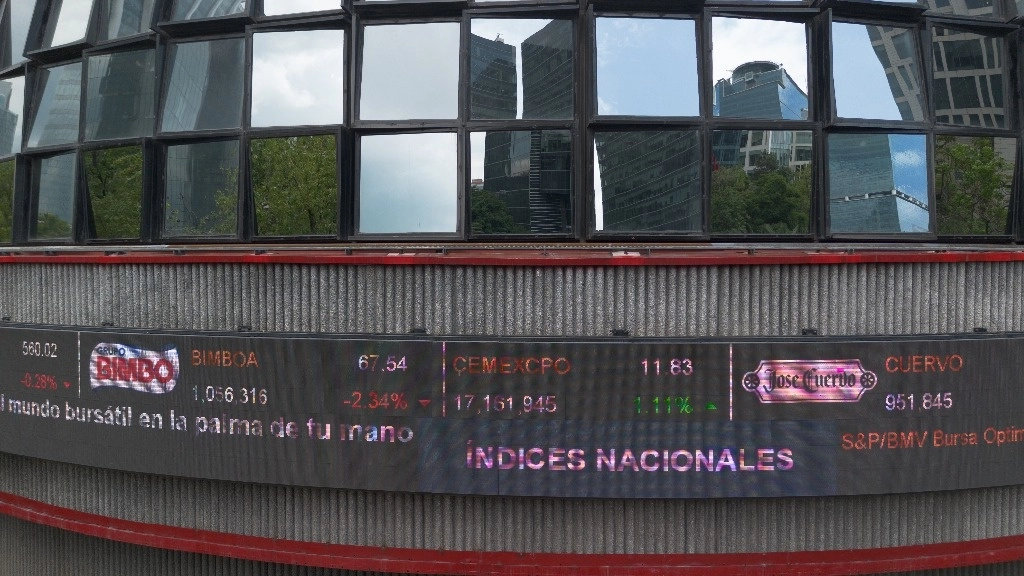 560.02
-0.28%
GRUPO
BIMBO
BIMBOA 67.54
1,056,316 -2.34%
CEMEXCPO 11.83
17,161,945 1.11%
Jose Cuervo
CUERVO
951,845
l mundo bursátil en la palma de tu mano
ÍNDICES NACIONALES
S&P/BMV Bursa Optim